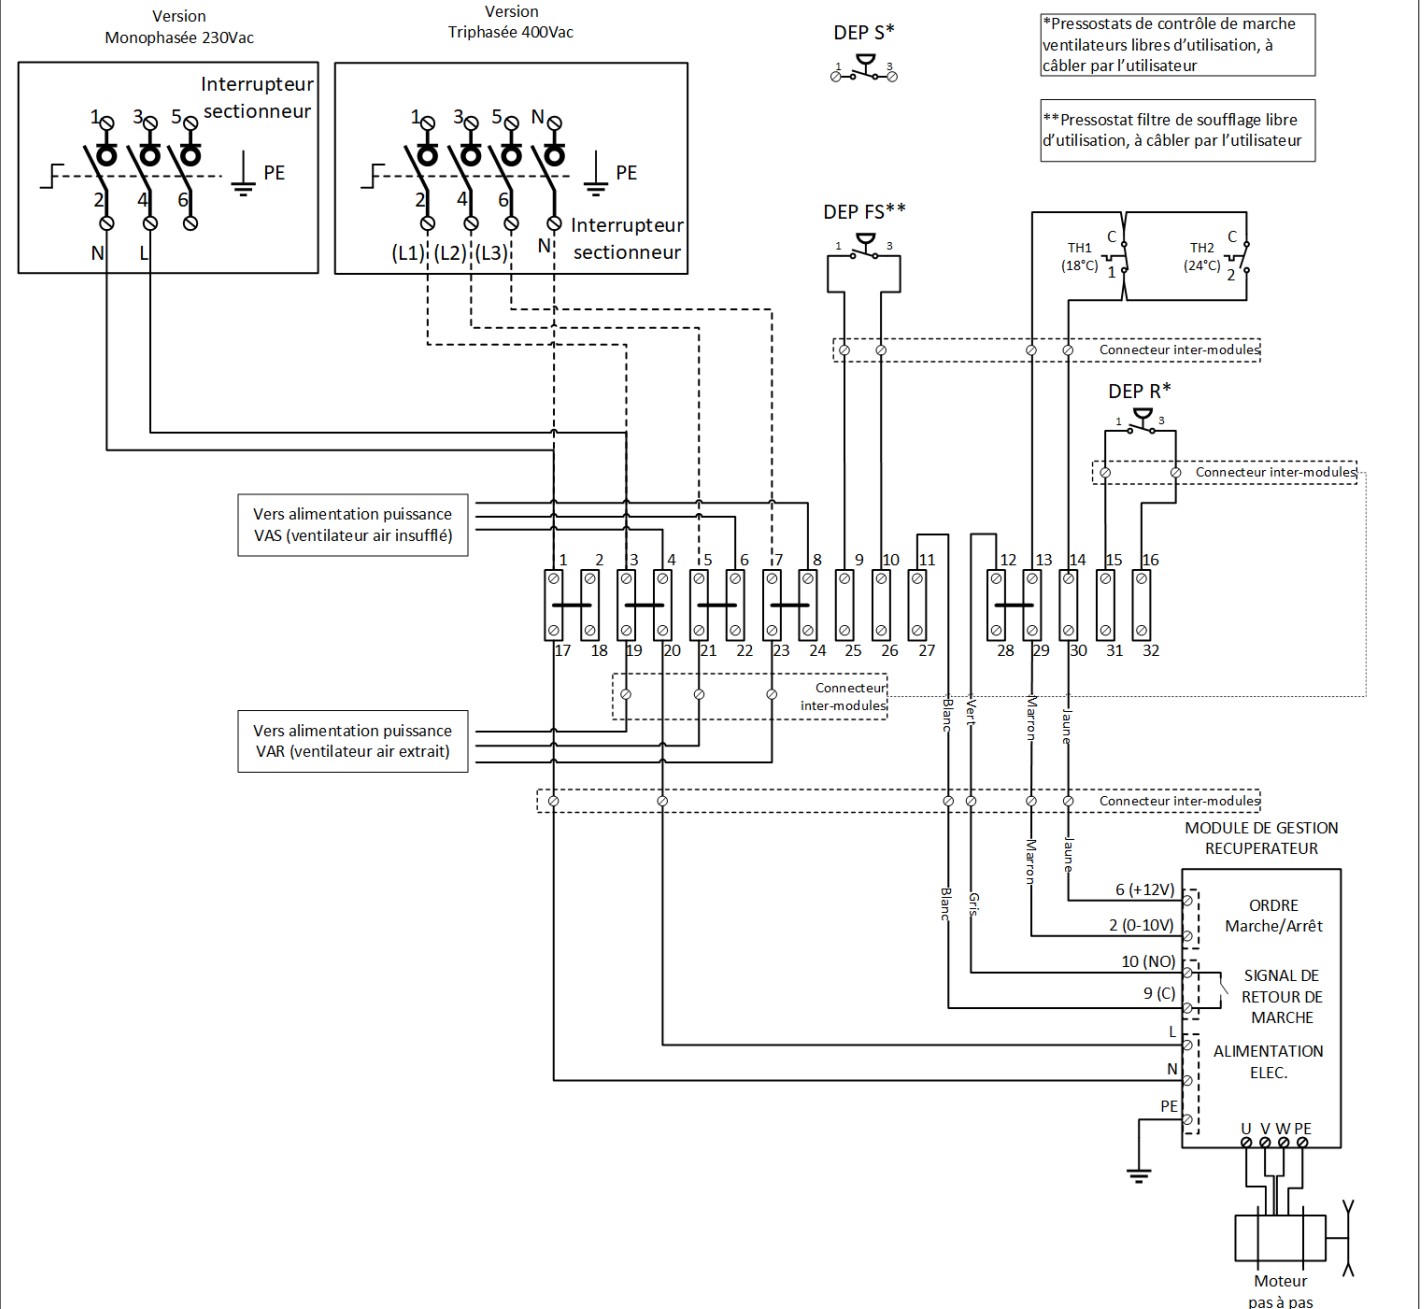 Version
Monophasée 230Vac
Version
Triphasée 400Vac
DEP S*
1 3
*Pressostats de contrôle de marche
ventilateurs libres d'utilisation, à
câbler par l'utilisateur
**Pressostat filtre de soufflage libre
d'utilisation, à câbler par l'utilisateur
Interrupteur
sectionneur
1 3 5
PE
2 4 6
N L
1 3 5 N
PE
2 4 6
Interrupteur
sectionneur
(L1) (L2) (L3) N
DEP FS**
1 3
TH1
(18°C)
C
1
TH2
(24°C)
C
2
Connecteur inter-modules
DEP R*
1 3
Connecteur inter-modules
Vers alimentation puissance
VAS (ventilateur air insufflé)
1 2 3 4 5 6 7 8 9 10 11 12 13 14 15 16
17 18 19 20 21 22 23 24 25 26 27 28 29 30 31 32
Connecteur
inter-modules
Vers alimentation puissance
VAR (ventilateur air extrait)
Blanc
Vert
Marron
Jaune
Connecteur inter-modules
MODULE DE GESTION
RECUPERATEUR
Blanc
Gris
Marron
Jaune
6 (+12V)
2 (0-10V)
ORDRE
Marche/Arrêt
10 (NO)
9 (C)
SIGNAL DE
RETOUR DE
MARCHE
L
N
PE
ALIMENTATION
ELEC.
U V W PE
Moteur
pas à pas